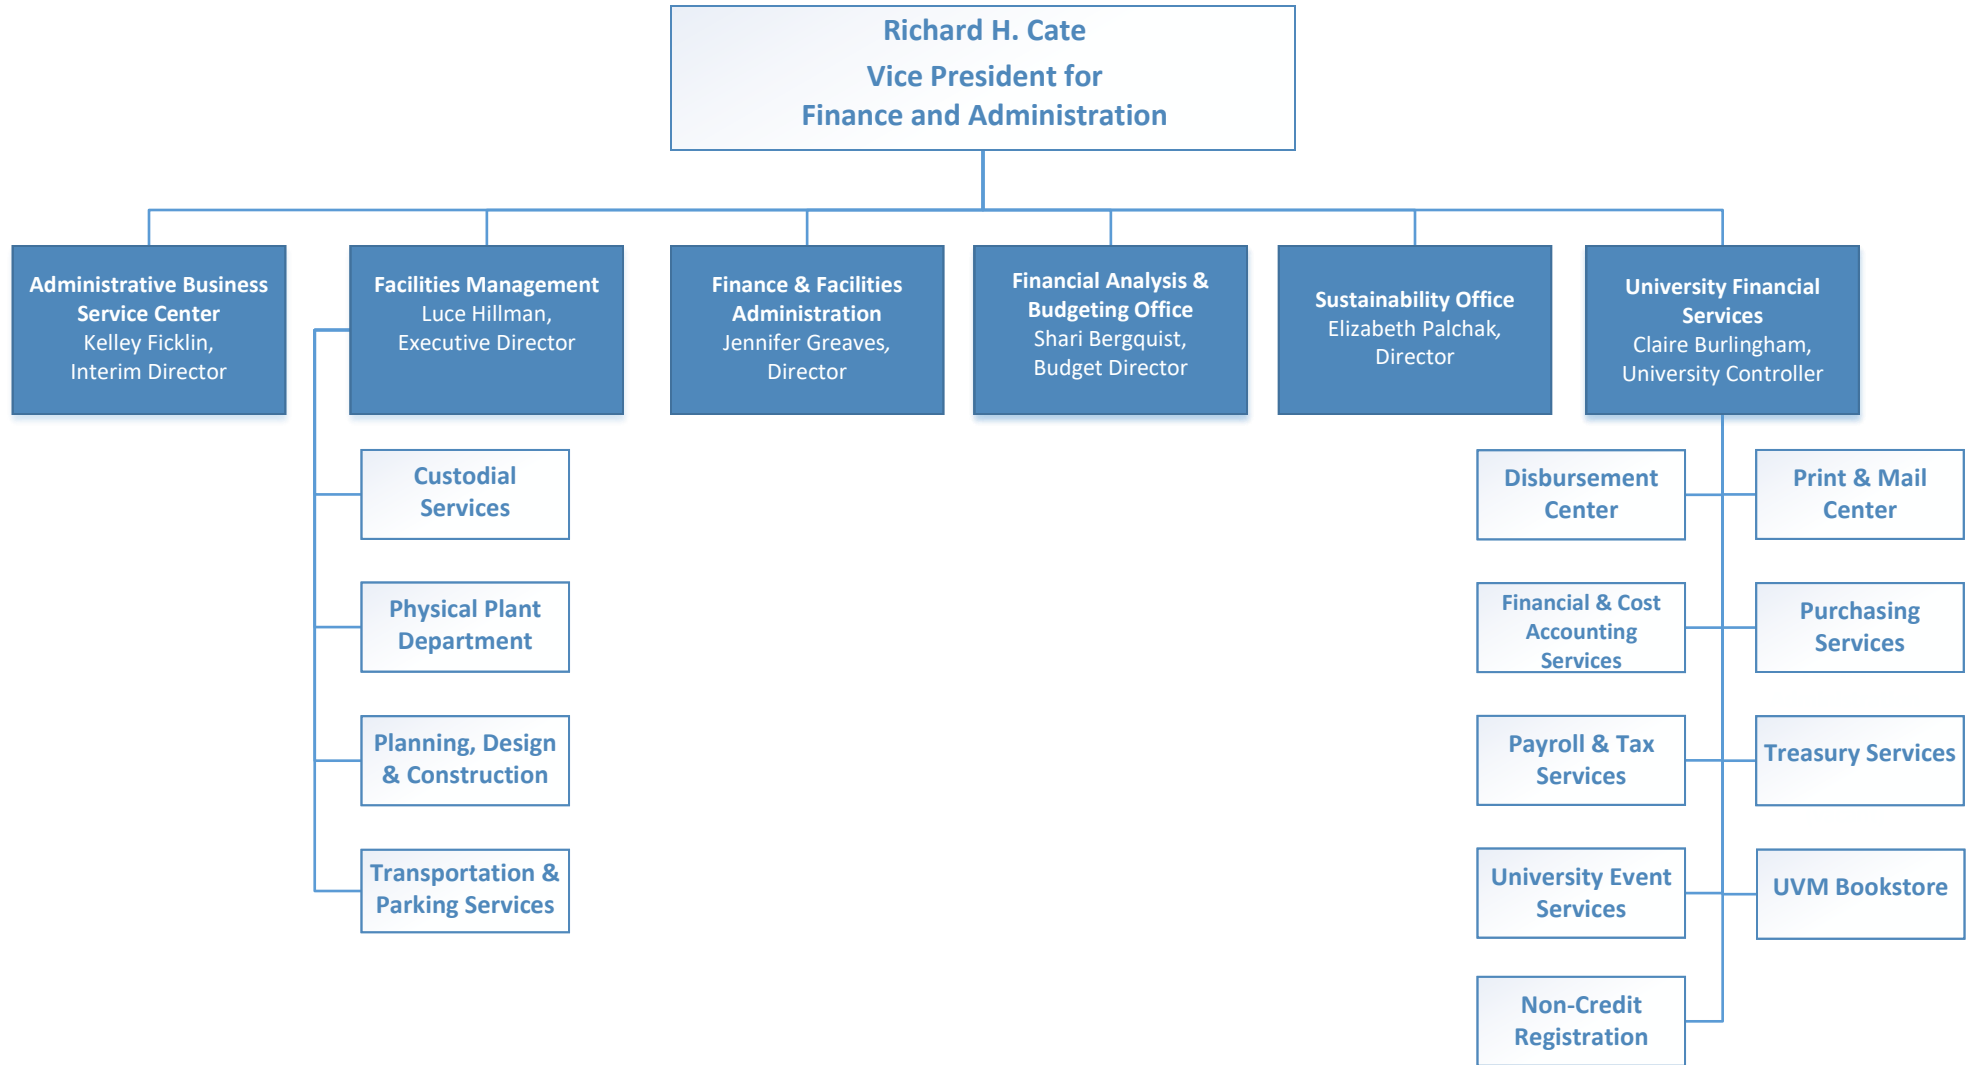 Richard H. Cate
Vice President for
Finance and Administration
Administrative Business
Service Center
Kelley Ficklin,
Interim Director
Facilities Management
Luce Hillman,
Executive Director
Finance & Facilities
Administration
Jennifer Greaves,
Director
Financial Analysis &
Budgeting Office
Shari Bergquist,
Budget Director
Sustainability Office
Elizabeth Palchak,
Director
University Financial
Services
Claire Burlingham,
University Controller
Custodial
Services
Physical Plant
Department
Planning, Design
& Construction
Transportation &
Parking Services
Disbursement
Center
Print & Mail
Center
Financial & Cost
Accounting
Services
Purchasing
Services
Payroll & Tax
Services
Treasury Services
University Event
Services
UVM Bookstore
Non-Credit
Registration